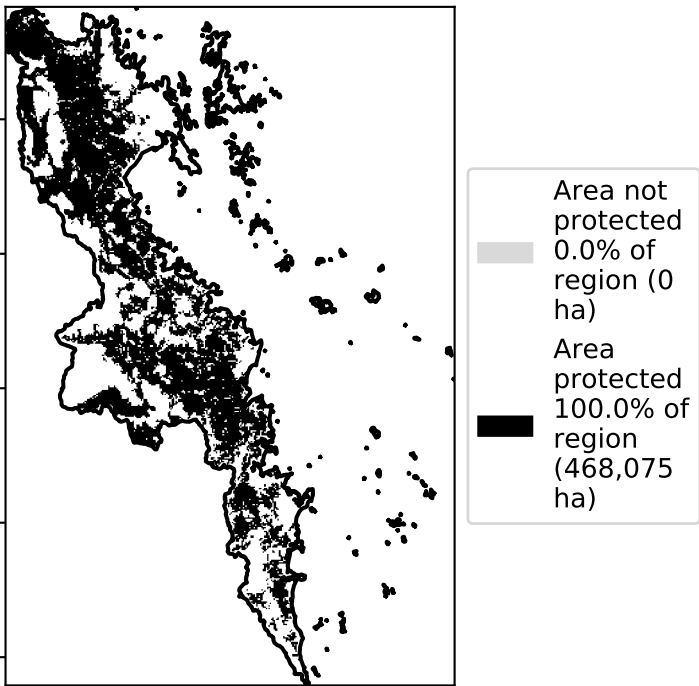 Area not
protected
0.0% of
region (0
ha)
Area
protected
100.0% of
region
(468,075
ha)